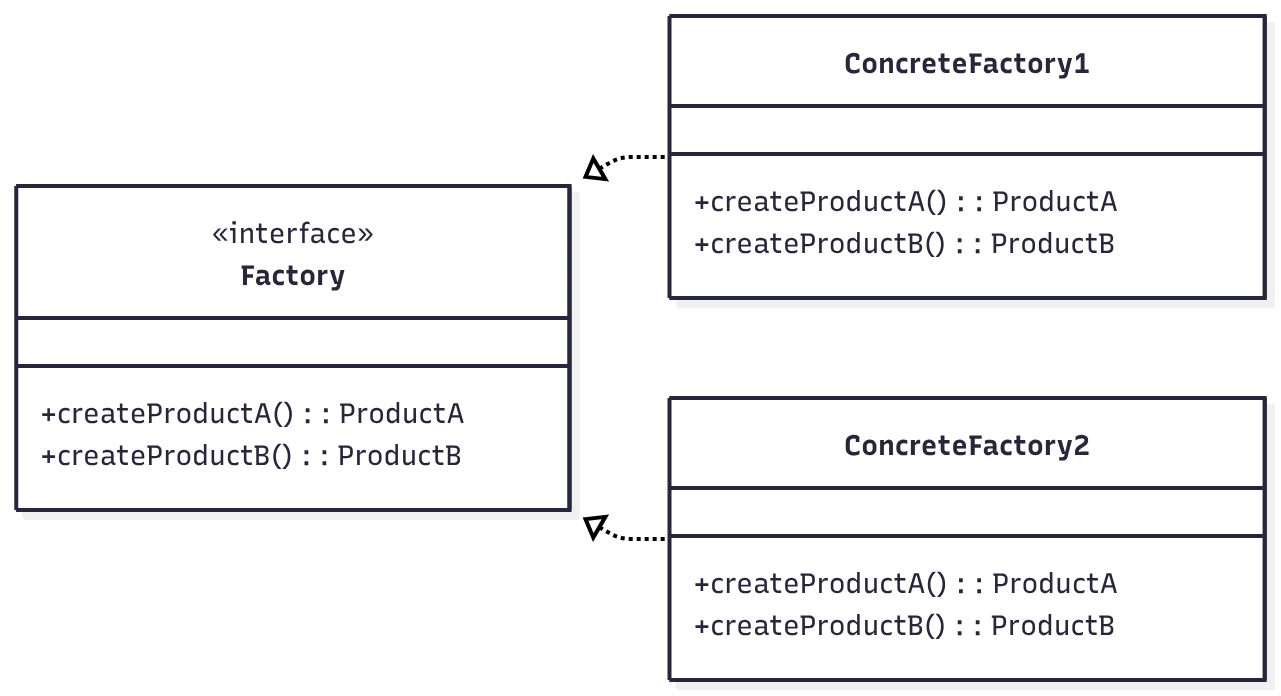 «interface»
Factory
+createProductA() : : ProductA
+createProductB() : : ProductB
ConcreteFactory1
+createProductA() : : ProductA
+createProductB() : : ProductB
ConcreteFactory2
+createProductA() : : ProductA
+createProductB() : : ProductB